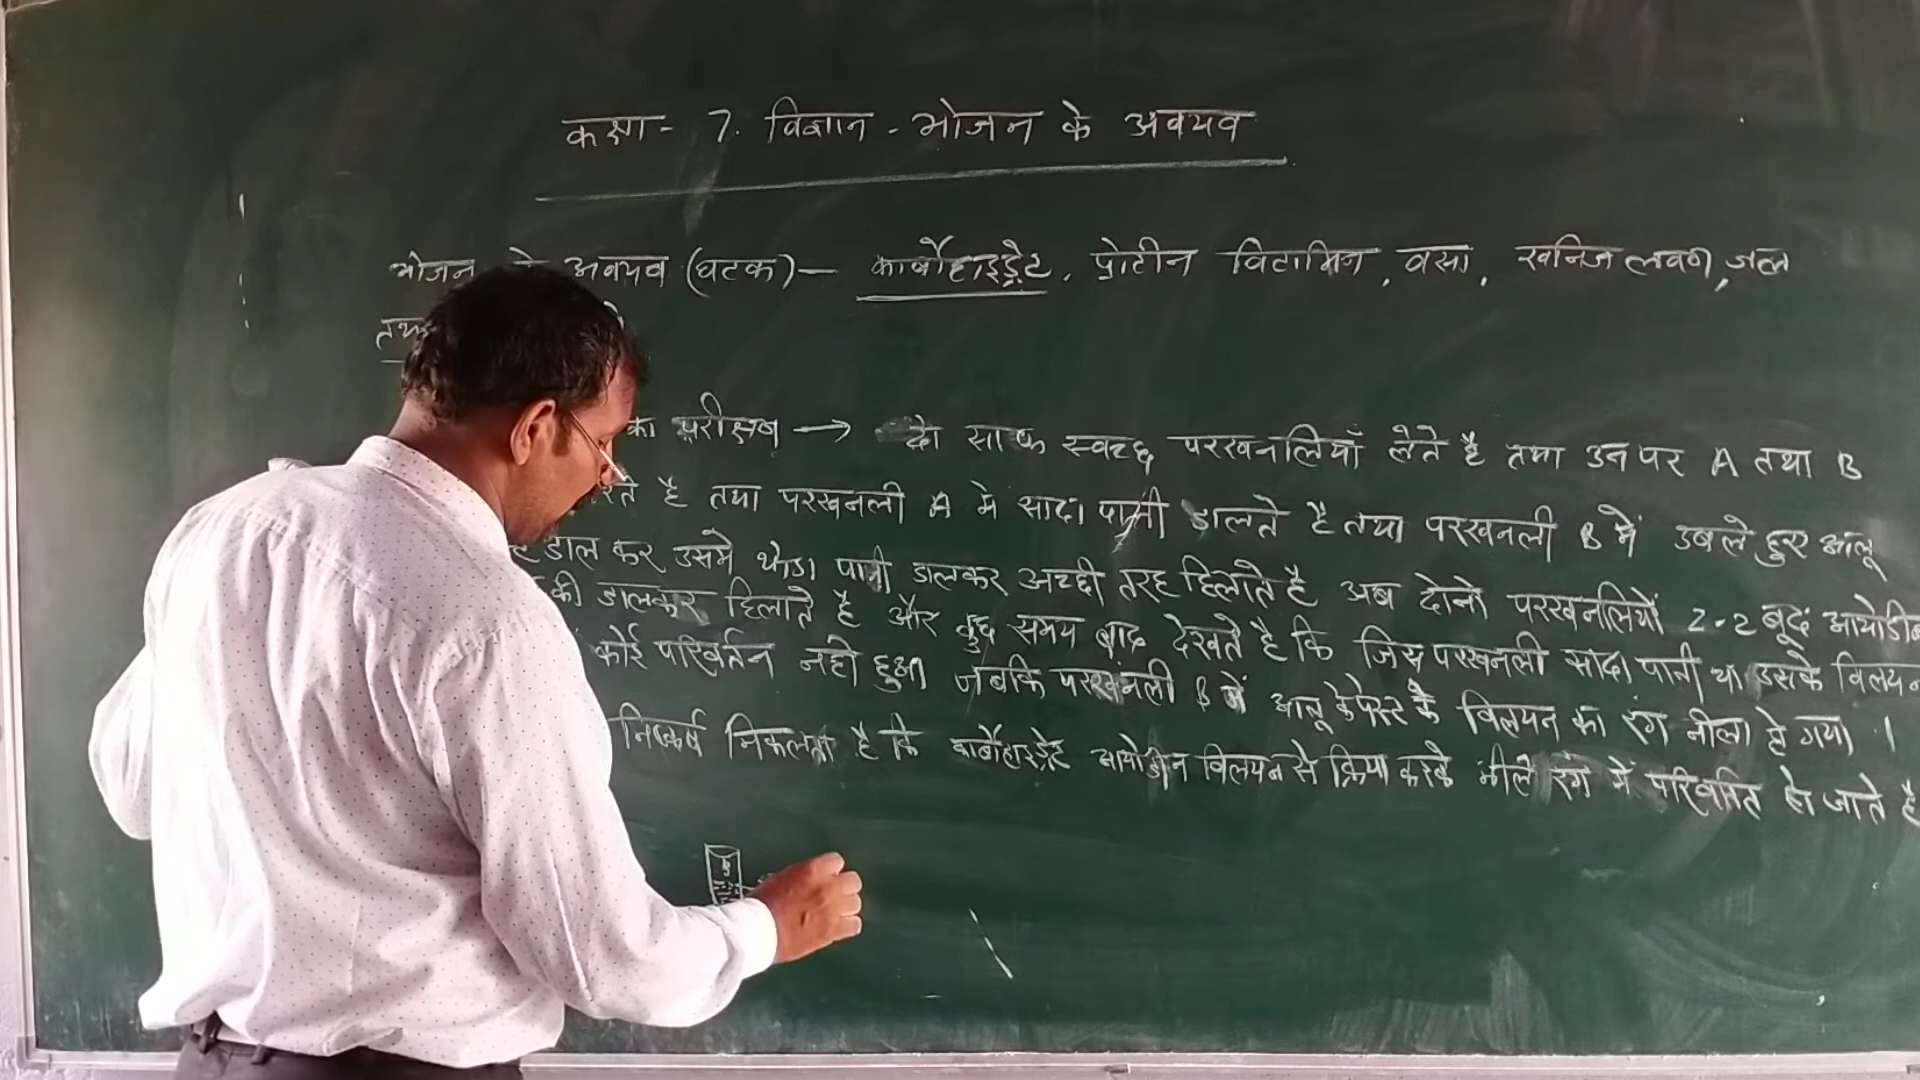 कक्षा - 7. विज्ञान - भोजन के अवयव
भोजन के अवयव (घटक) — कार्बोहाइड्रेट, प्रोटीन विटामिन, वसा, खनिज लवण, जल
तथा
का परीक्षण → दो साफ स्वच्छ परखनलियाँ लेते है तथा उन पर A तथा B
करते है तथा परखनली A मे सादा पानी डालते है तथा परखनली B में उबले हुए आलू
डाल कर उसमे थोडा पानी डालकर अच्छी तरह हिलाते है अब दोनो परखनलियों 2-2 बूदं आयोडीन
की डालकर हिलाते है और कुछ समय बाद देखते है कि जिस परखनली सादा पानी था उसके विलयन
कोई परिवर्तन नही हुआ जबकि परखनली B में आलू के पेस्ट के विलयन का रंग नीला हो गया ।
निष्कर्ष निकलता है कि कार्बोहाइड्रेट आयोडीन विलयन से क्रिया करके नीले रंग में परिवर्तित हो जाते है
B